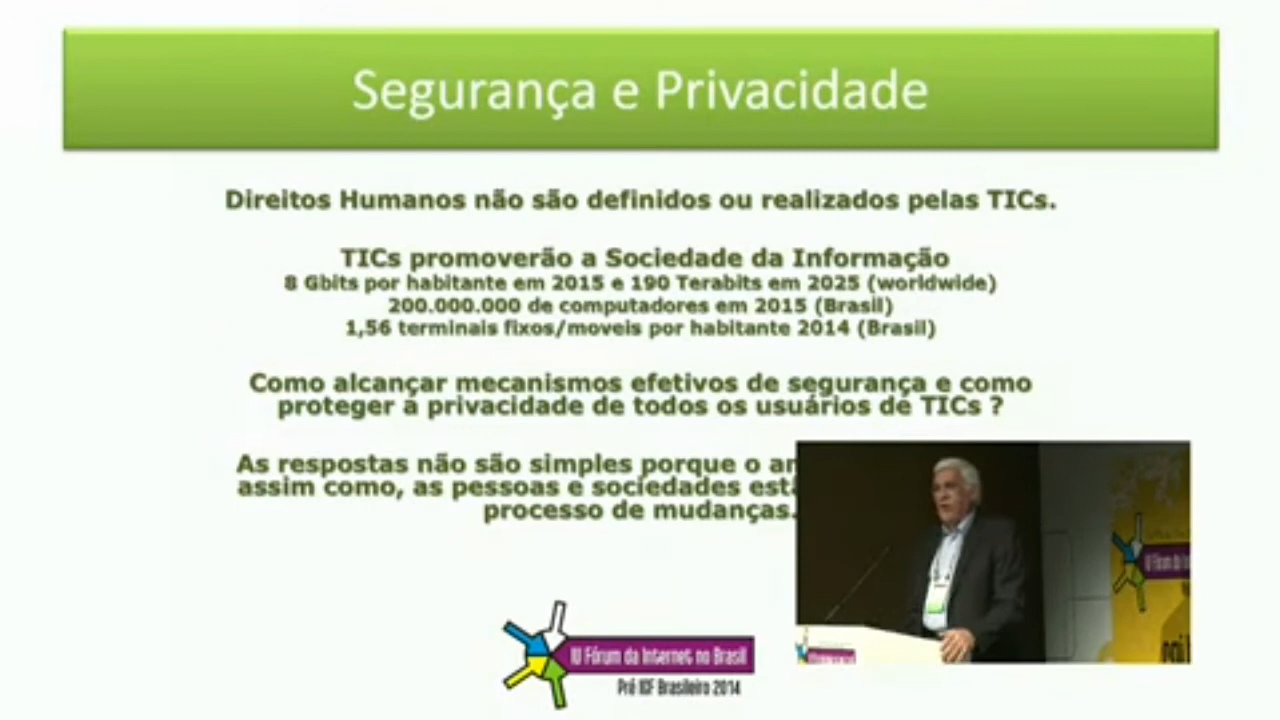 Segurança e Privacidade
Direitos Humanos não são definidos ou realizados pelas TICs.
TICs promoverão a Sociedade da Informação
8 Gbits por habitante em 2015 e 190 Terabits em 2025 (worldwide)
200.000.000 de computadores em 2015 (Brasil)
1,56 terminais fixos/moveis por habitante 2014 (Brasil)
Como alcançar mecanismos efetivos de segurança e como
proteger a privacidade de todos os usuários de TICs ?
As respostas não são simples porque o
assim como, as pessoas e sociedades
processo de mudanças.
IV Fórum da Internet no Brasil
Pré IGF Brasileiro 2014